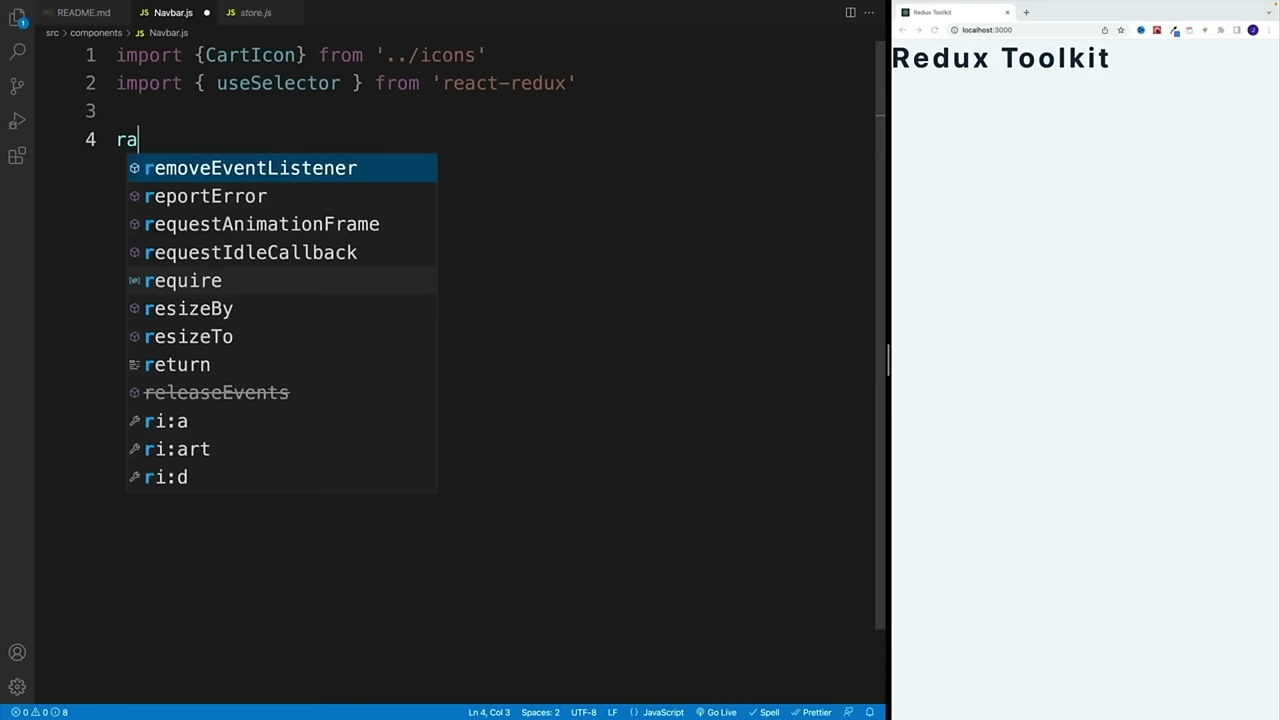 README.md
Navbar.js
store.js
src > components > Navbar.js
1 import {CartIcon} from '../icons'
2 import { useSelector } from 'react-redux'
3
4 ra
removeEventListener
reportError
requestAnimationFrame
requestIdleCallback
require
resizeBy
resizeTo
return
releaseEvents
ri:a
ri:art
ri:d
0 0 8
Ln 4, Col 3
Spaces: 2
UTF-8
LF
{ } JavaScript
Go Live
Spell
Prettier
Redux Toolkit
localhost:3000
Redux Toolkit